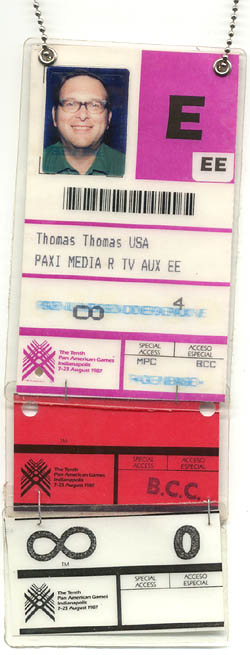 E
EE
Thomas Thomas USA
PAXI MEDIA R TV AUX EE
∞ 4
The Tenth
Pan American Games
Indianapolis
7-23 August 1987
SPECIAL ACCESS
ACCESO ESPECIAL
MPC BCC
TM
The Tenth
Pan American Games
Indianapolis
7-23 August 1987
SPECIAL ACCESS
ACCESO ESPECIAL
B.C.C.
∞ 0
TM
The Tenth
Pan American Games
Indianapolis
7-23 August 1987
SPECIAL ACCESS
ACCESO ESPECIAL